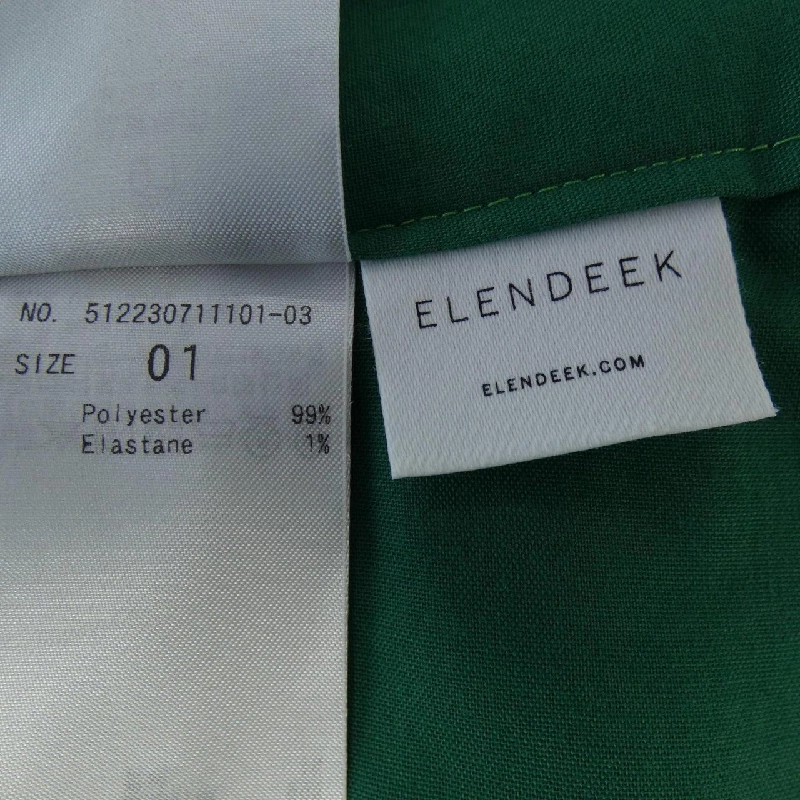 NO. 512230711101-03
SIZE 01
Polyester 99%
Elastane 1%
ELENDEEK
ELENDEEK.COM